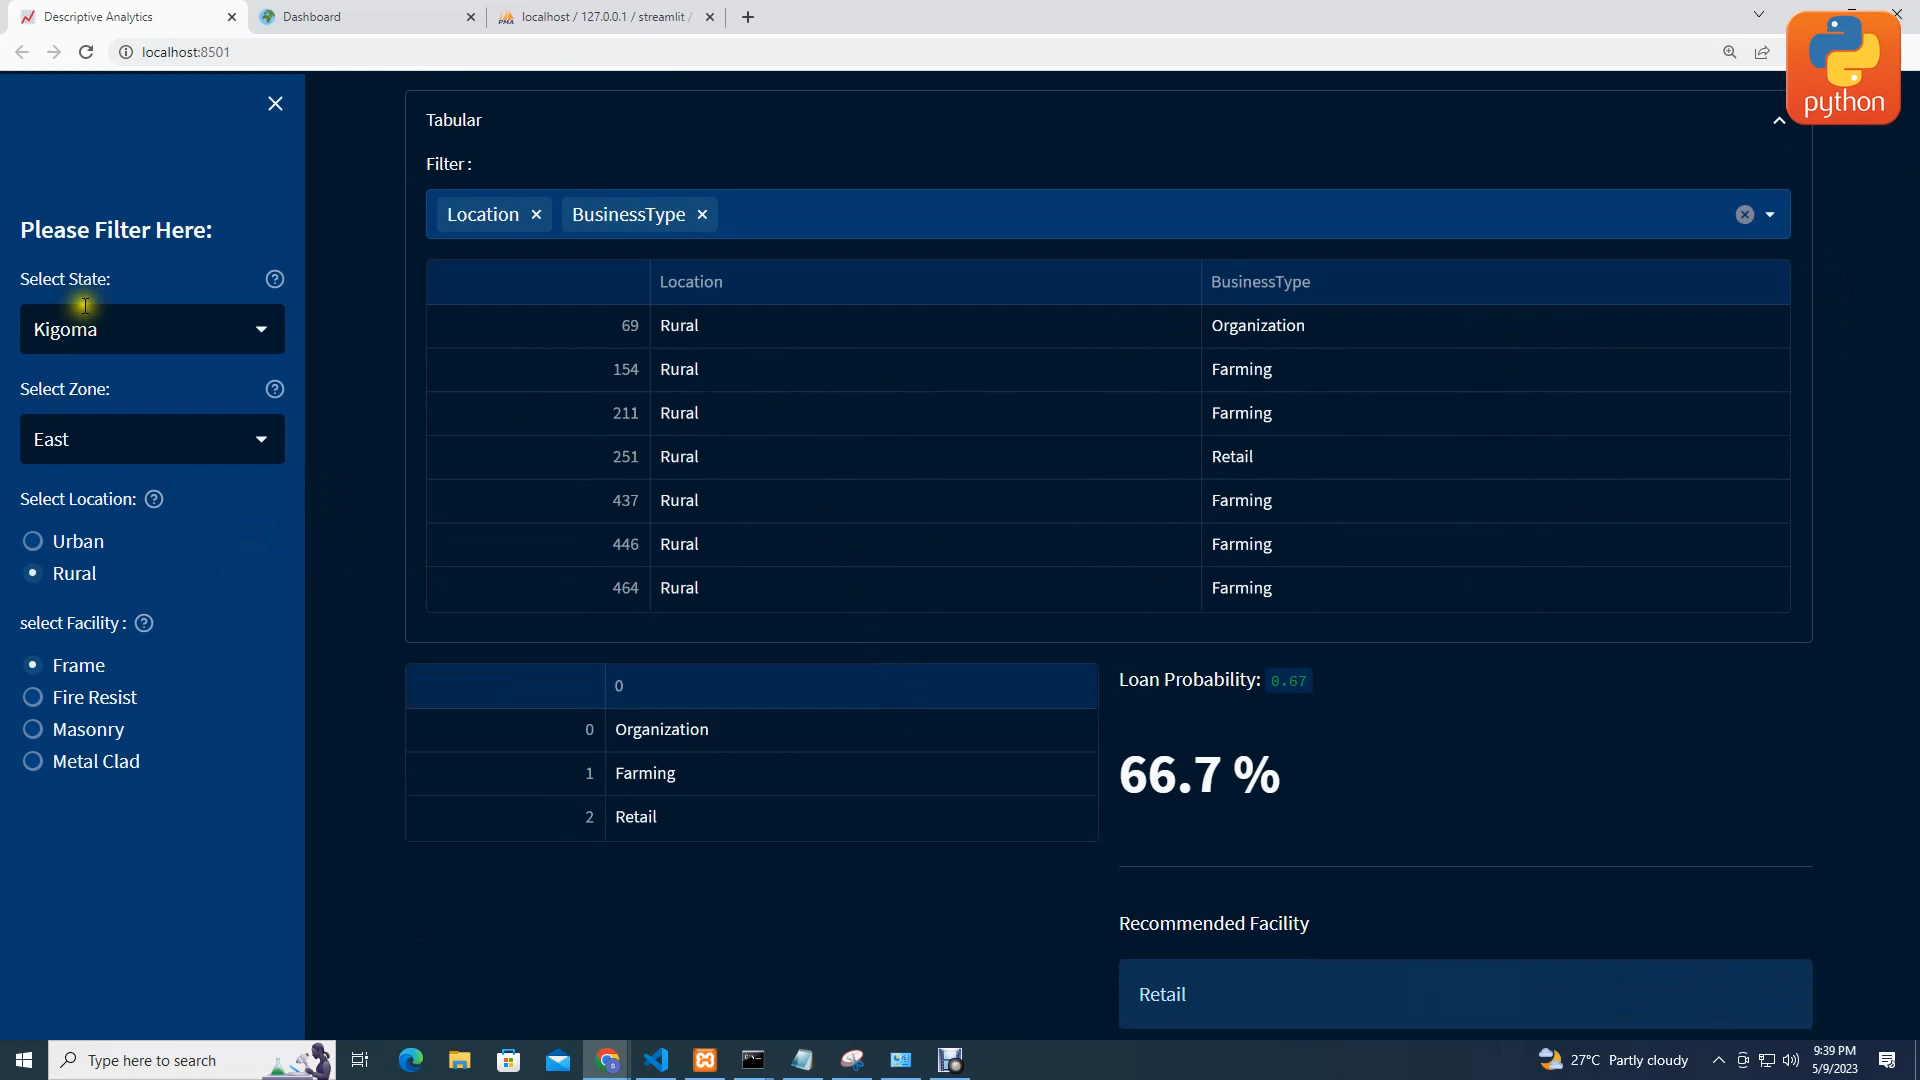 Descriptive Analytics
Dashboard
localhost / 127.0.0.1 / streamlit /
localhost:8501
python
Please Filter Here:
Select State:
Kigoma
Select Zone:
East
Select Location:
Urban
Rural
select Facility :
Frame
Fire Resist
Masonry
Metal Clad
Tabular
Filter :
Location BusinessType
Location BusinessType
69 Rural Organization
154 Rural Farming
211 Rural Farming
251 Rural Retail
437 Rural Farming
446 Rural Farming
464 Rural Farming
0
0 Organization
1 Farming
2 Retail
Loan Probability: 0.67
66.7 %
Recommended Facility
Retail
Type here to search
27°C Partly cloudy
9:39 PM
5/9/2023